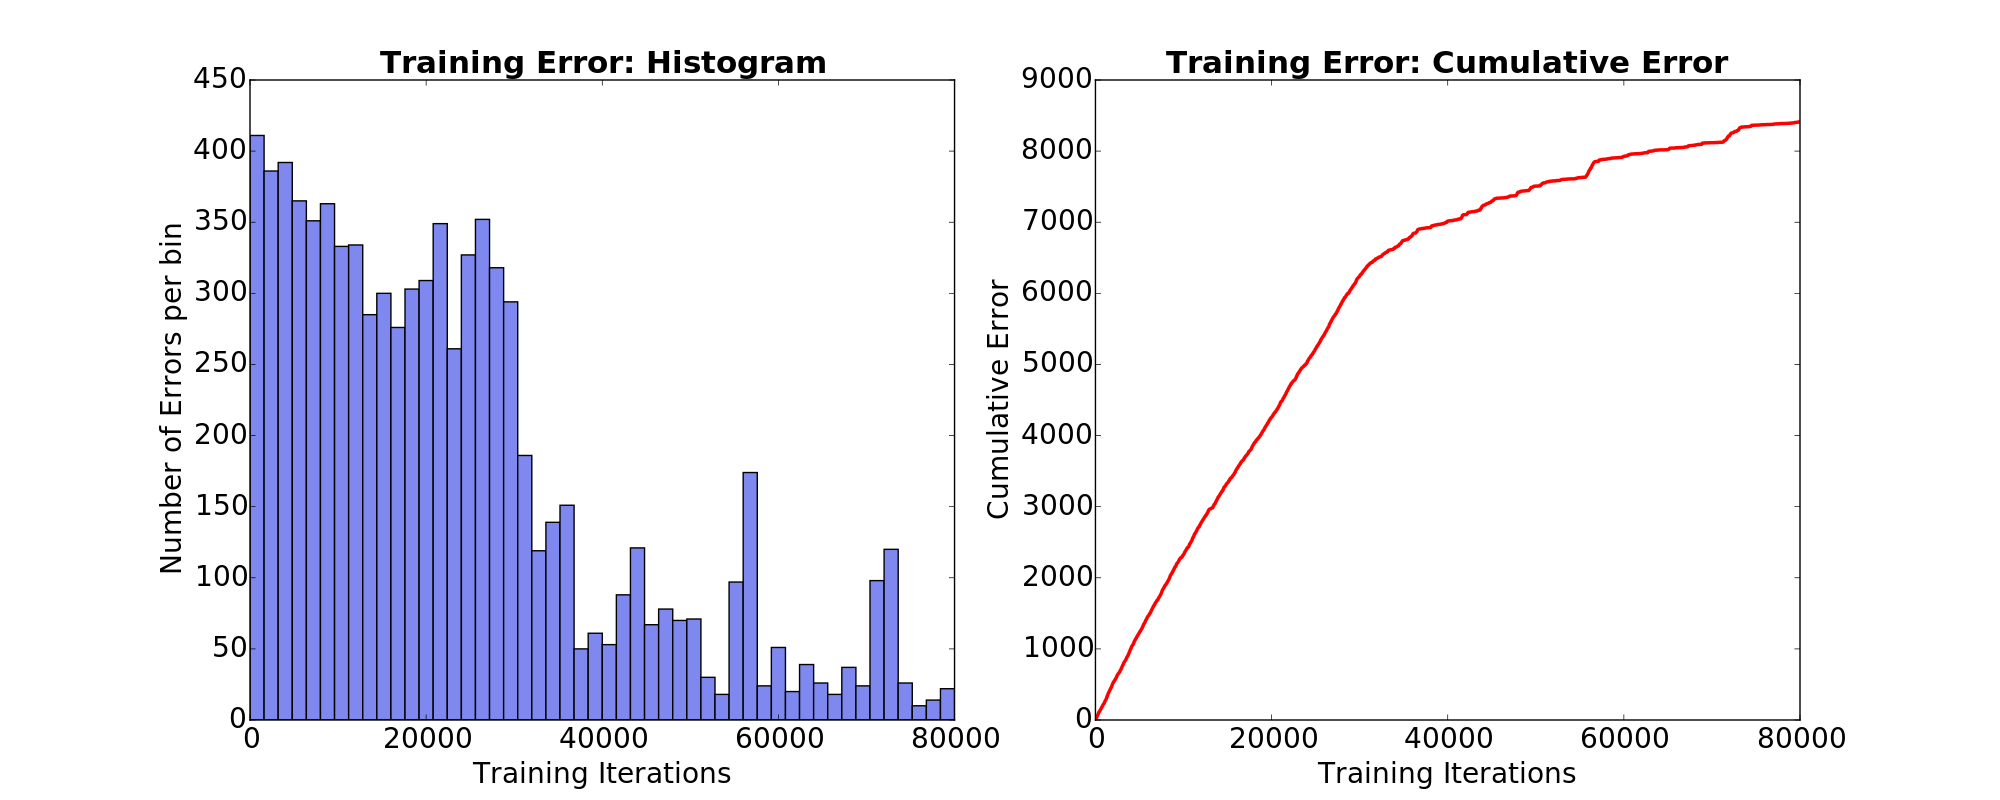 Training Error: Histogram
450
400
350
300
250
200
150
100
50
0
Number of Errors per bin
0 20000 40000 60000 80000
Training Iterations
Training Error: Cumulative Error
9000
8000
7000
6000
5000
4000
3000
2000
1000
0
Cumulative Error
0 20000 40000 60000 80000
Training Iterations